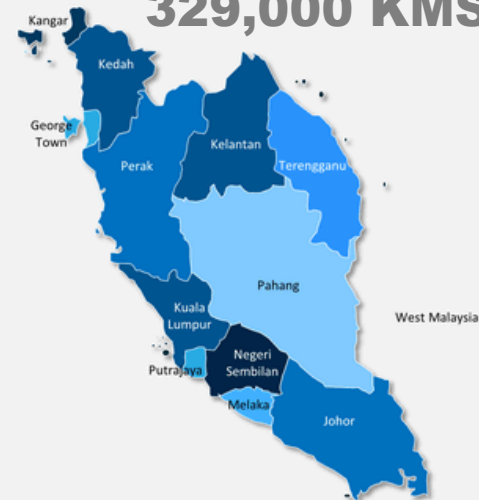 329,000 KMS
Kangar
Kedah
George
Town
Perak
Kelantan
Terengganu
Pahang
Kuala
Lumpur
West Malaysia
Putrajaya
Negeri
Sembilan
Melaka
Johor